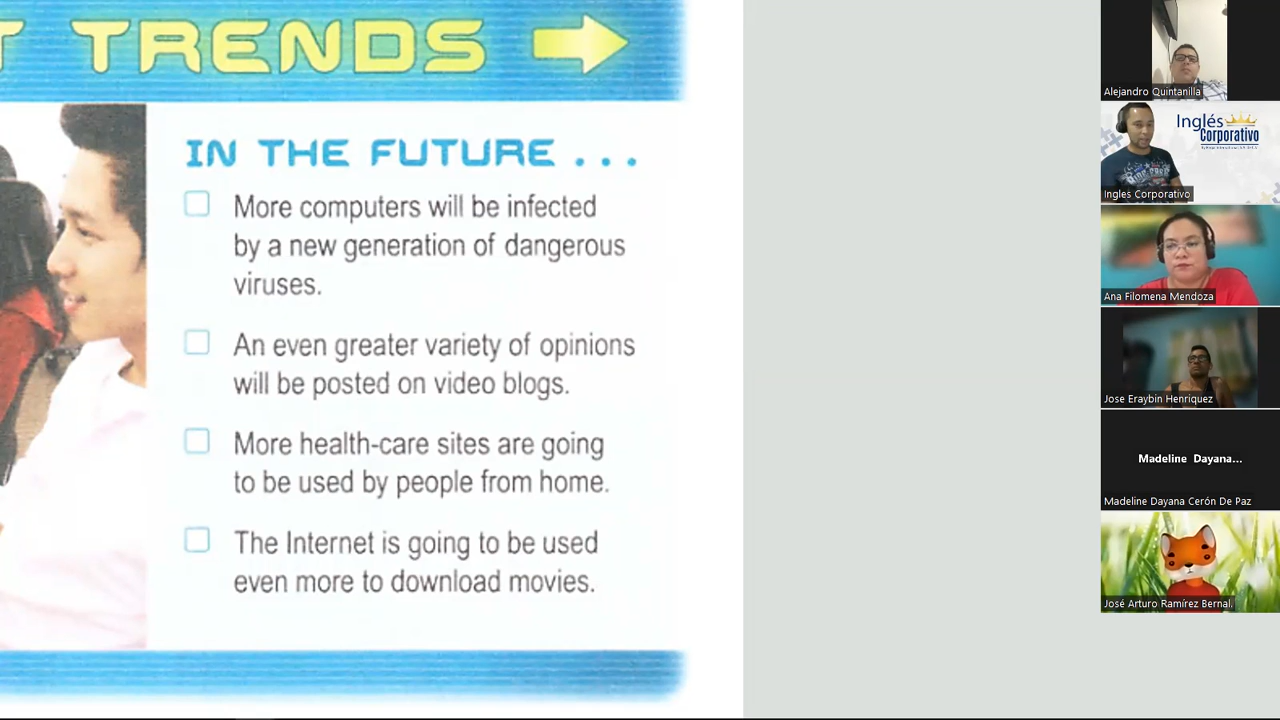 T TRENDS
IN THE FUTURE . . .
More computers will be infected
by a new generation of dangerous
viruses.
An even greater variety of opinions
will be posted on video blogs.
More health-care sites are going
to be used by people from home.
The Internet is going to be used
even more to download movies.
Alejandro Quintanilla
Inglés
Corporativo
Ingles Corporativo
Ana Filomena Mendoza
Jose Eraybin Henriquez
Madeline Dayana...
Madeline Dayana Cerón De Paz
José Arturo Ramírez Bernal.